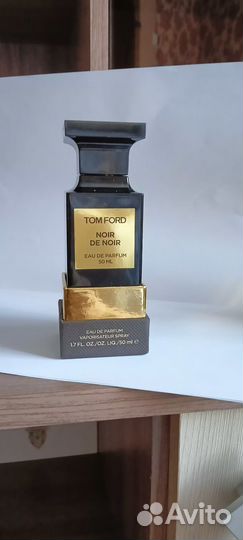 TOM FORD
NOIR
DE NOIR
EAU DE PARFUM
50 ML
EAU DE PARFUM
VAPORISATEUR SPRAY
1.7 FL. OZ./OZ. LIQ./50 ml ℮
Avito